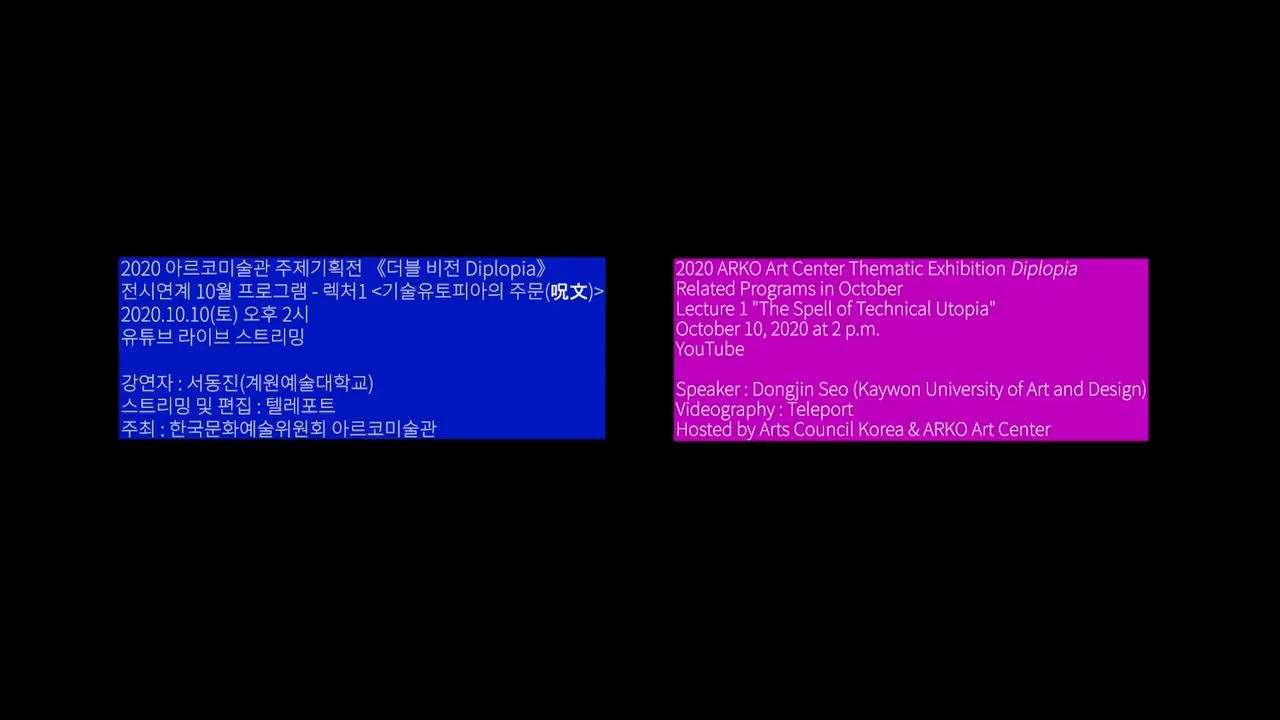 2020 아르코미술관 주제기획전 《더블 비전 Diplopia》
전시연계 10월 프로그램 - 렉처1 <기술유토피아의 주문(呪文)>
2020.10.10(토) 오후 2시
유튜브 라이브 스트리밍
강연자 : 서동진(계원예술대학교)
스트리밍 및 편집 : 텔레포트
주최 : 한국문화예술위원회 아르코미술관
2020 ARKO Art Center Thematic Exhibition Diplopia
Related Programs in October
Lecture 1 "The Spell of Technical Utopia"
October 10, 2020 at 2 p.m.
YouTube
Speaker : Dongjin Seo (Kaywon University of Art and Design)
Videography : Teleport
Hosted by Arts Council Korea & ARKO Art Center